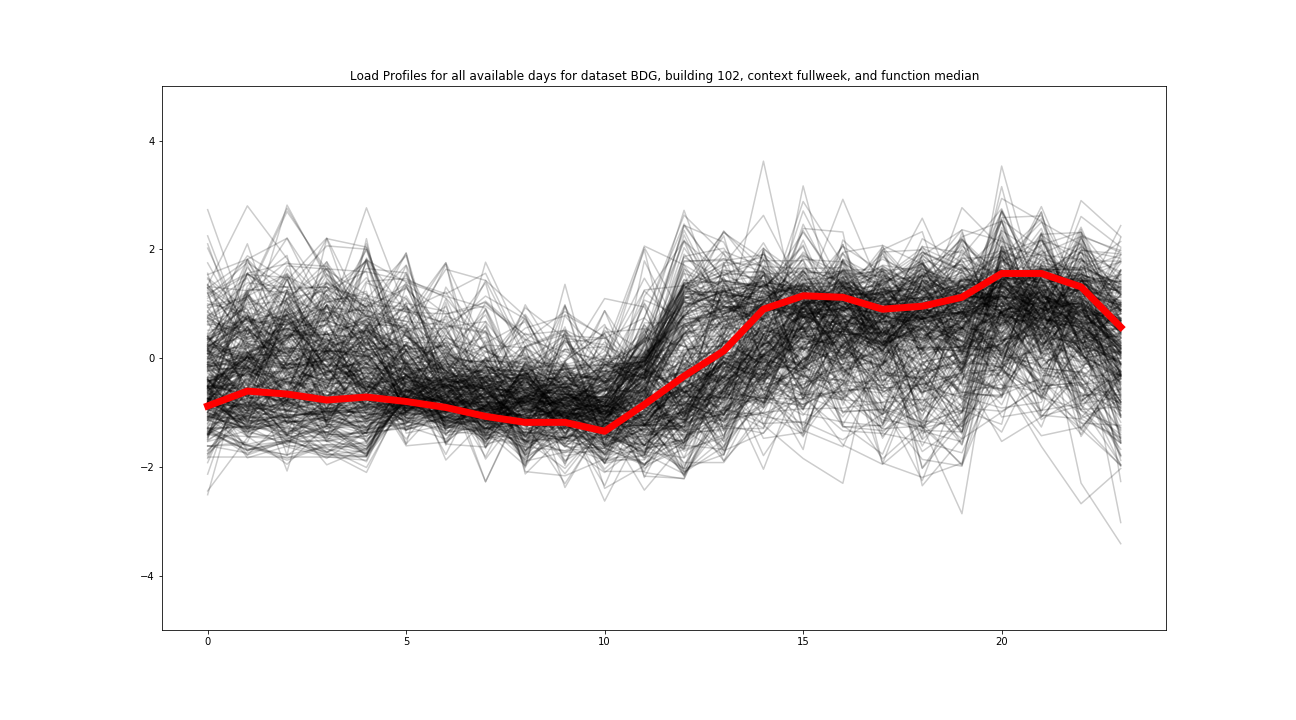 Load Profiles for all available days for dataset BDG, building 102, context fullweek, and function median
4
2
0
−2
−4
0 5 10 15 20